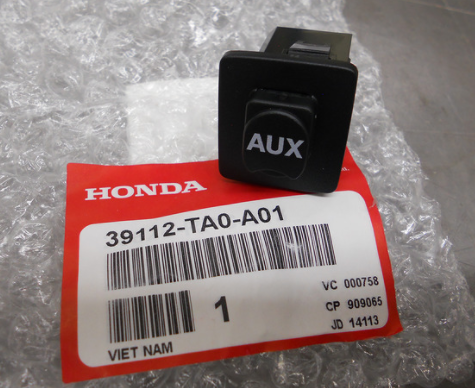 AUX
HONDA
39112-TA0-A01
1
VC 000758
CP 909065
JD 14113
VIET NAM